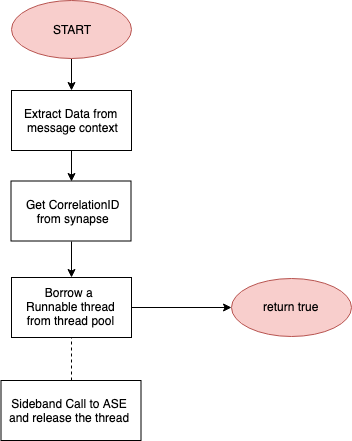 START
Extract Data from
message context
Get CorrelationID
from synapse
Borrow a
Runnable thread
from thread pool
return true
Sideband Call to ASE
and release the thread